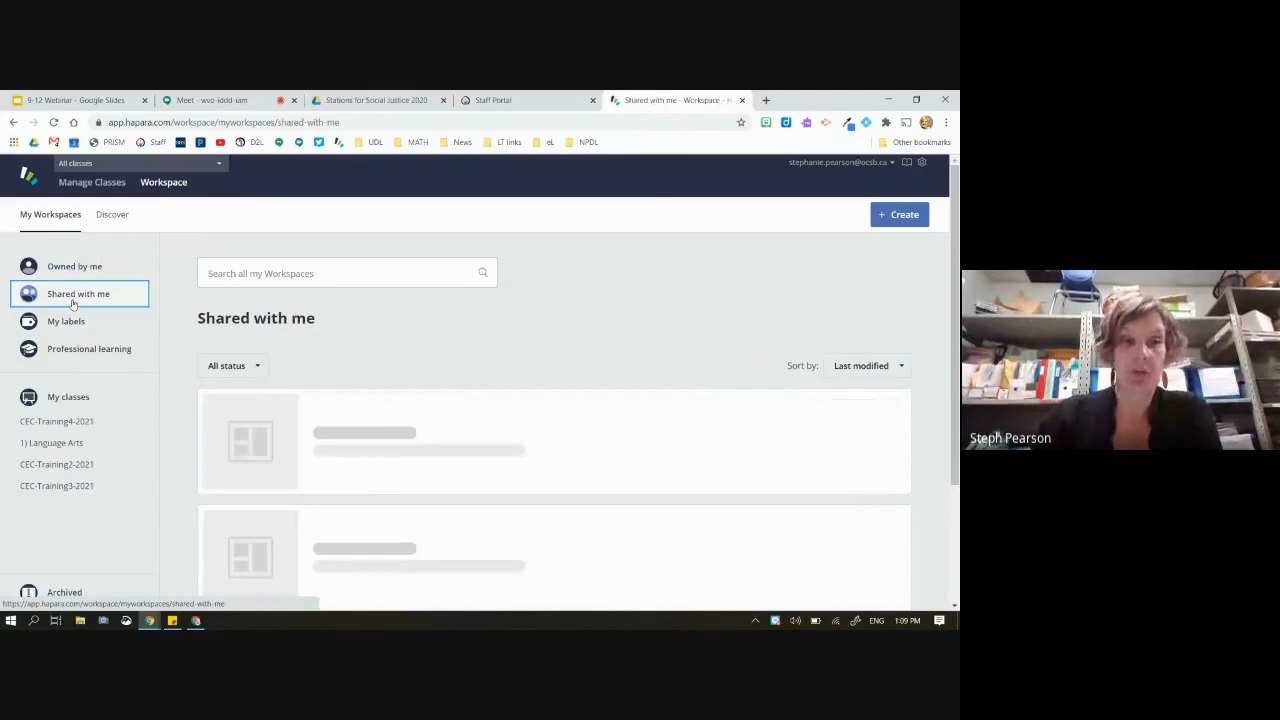 9-12 Webinar - Google Slides
Meet - wvo-iddd-iam
Stations for Social Justice 2020
Staff Portal
Shared with me - Workspace - H
app.hapara.com/workspace/myworkspaces/shared-with-me
PRISM
Staff
D2L
UDL
MATH
News
LT links
eL
NPDL
Other bookmarks
All classes
stephanie.pearson@ocsb.ca
Manage Classes
Workspace
My Workspaces
Discover
+ Create
Owned by me
Shared with me
My labels
Professional learning
My classes
CEC-Training4-2021
1) Language Arts
CEC-Training2-2021
CEC-Training3-2021
Archived
Search all my Workspaces
Shared with me
All status
Sort by:
Last modified
https://app.hapara.com/workspace/myworkspaces/shared-with-me
ENG
1:09 PM
Steph Pearson